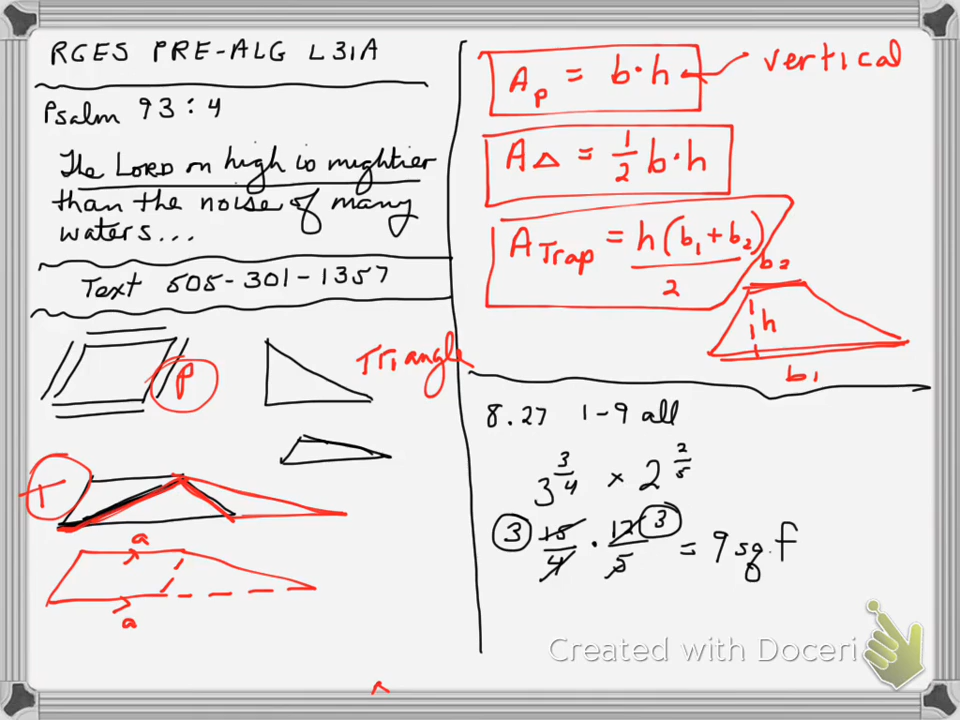 RGES PRE-ALG L31A
Psalm 93:4
The LORD on high is mightier
than the noise of many
waters...
Text 505-301-1357
P
Triangle
T
a
a
A_P = b·h
vertical
A△ = 1/2 b·h
A_Trap = h(b₁+b₂)/2
b₂
h
b₁
8.27 1-9 all
3 3/4 × 2 2/5
③ 15/4 · 12/5 ③ = 9 sq. f
Created with Doceri